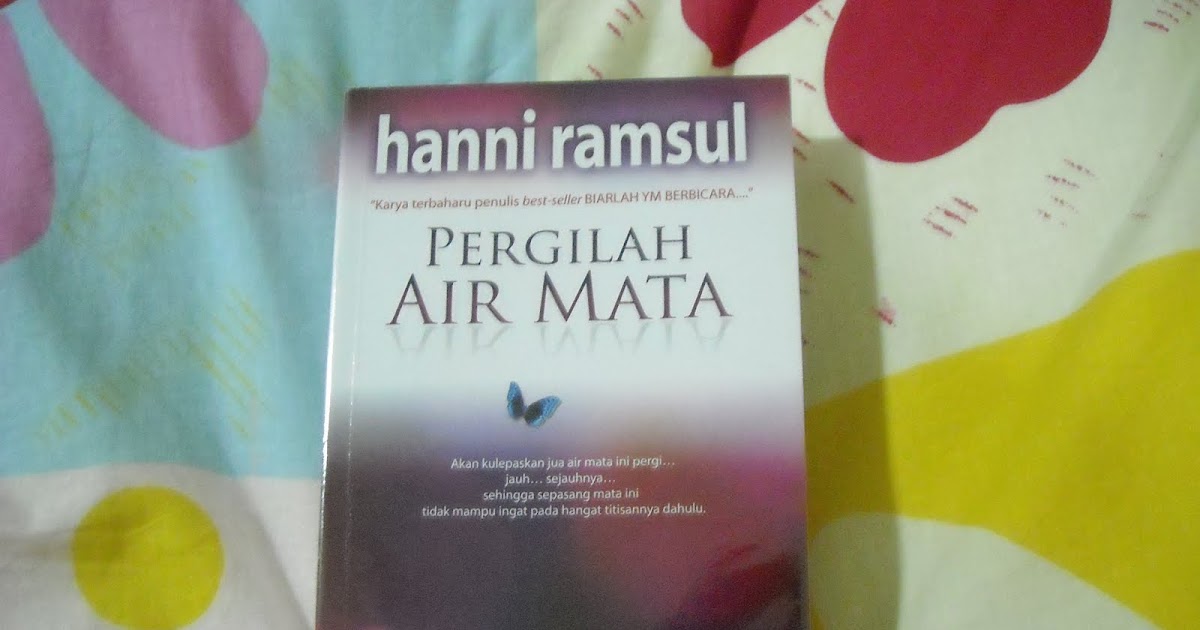 hanni ramsul
"Karya terbaharu penulis best-seller BIARLAH YM BERBICARA...."
PERGILAH
AIR MATA
Akan kulepaskan jua air mata ini pergi...
jauh... sejauhnya...
sehingga sepasang mata ini
tidak mampu ingat pada hangat titisannya dahulu.